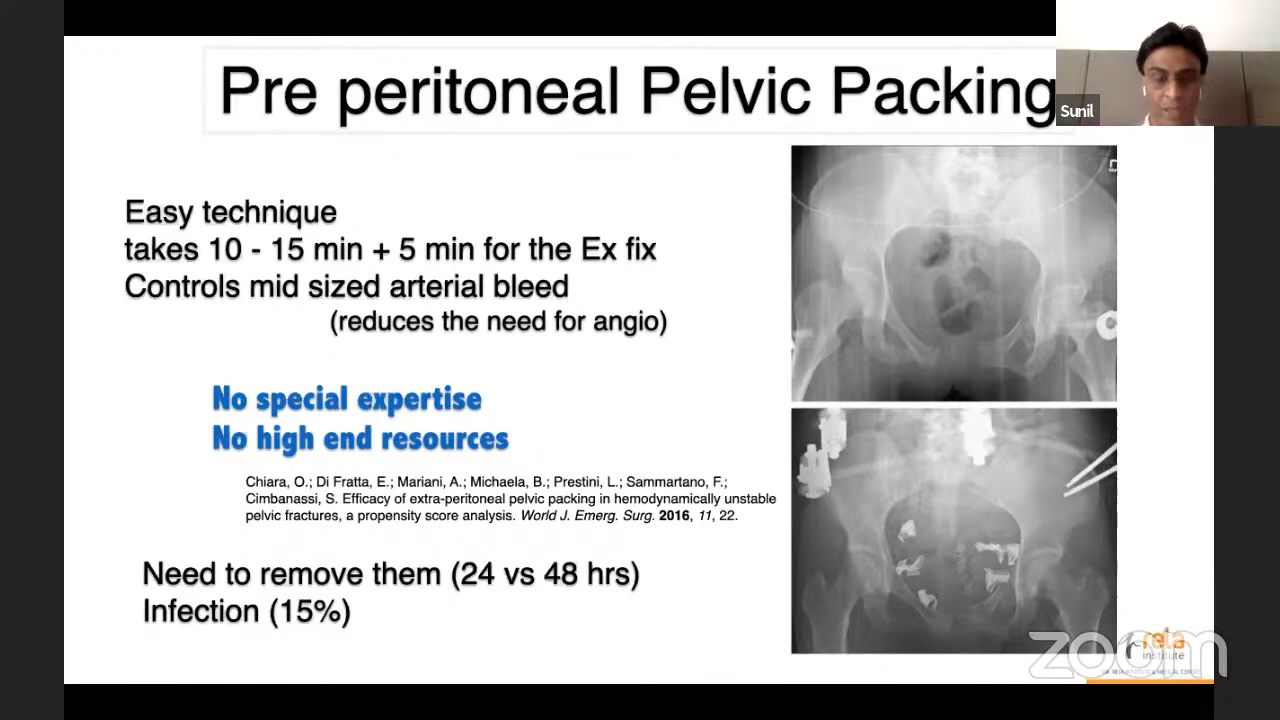 Pre peritoneal Pelvic Packing
Sunil
Easy technique
takes 10 - 15 min + 5 min for the Ex fix
Controls mid sized arterial bleed
(reduces the need for angio)
No special expertise
No high end resources
Chiara, O.; Di Fratta, E.; Mariani, A.; Michaela, B.; Prestini, L.; Sammartano, F.;
Cimbanassi, S. Efficacy of extra-peritoneal pelvic packing in hemodynamically unstable
pelvic fractures, a propensity score analysis. World J. Emerg. Surg. 2016, 11, 22.
Need to remove them (24 vs 48 hrs)
Infection (15%)
rela
institute
zoom